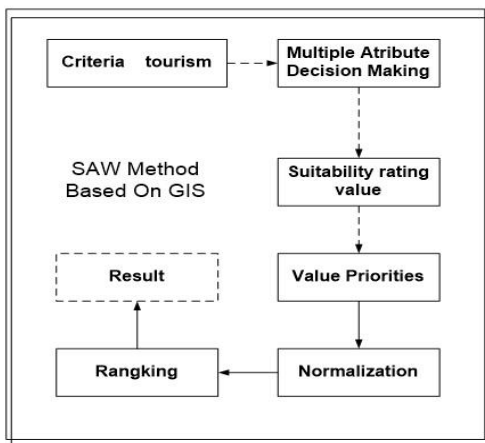 Criteria tourism
Multiple Atribute
Decision Making
SAW Method
Based On GIS
Suitability rating
value
Result
Value Priorities
Rangking
Normalization